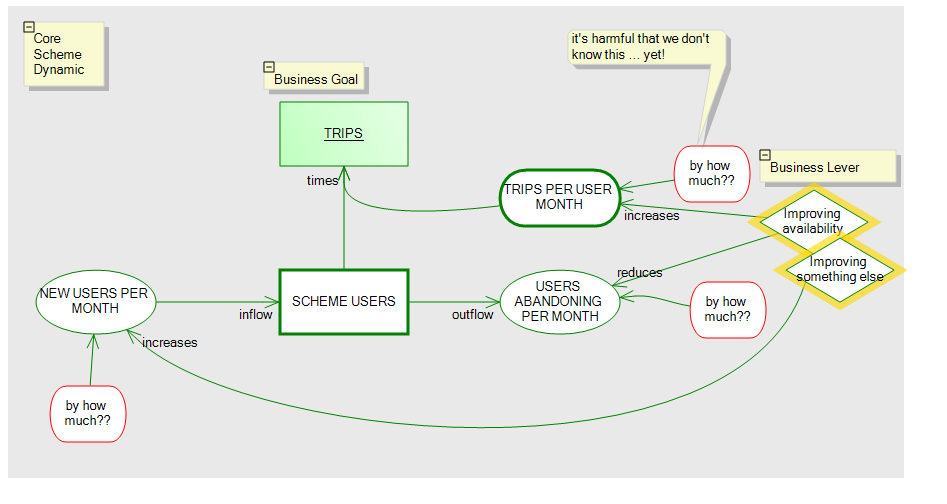 Core
Scheme
Dynamic
it's harmful that we don't
know this ... yet!
Business Goal
TRIPS
times
by how
much??
Business Lever
TRIPS PER USER
MONTH
increases
Improving
availability
Improving
something else
reduces
NEW USERS PER
MONTH
inflow
SCHEME USERS
outflow
USERS
ABANDONING
PER MONTH
by how
much??
increases
by how
much??